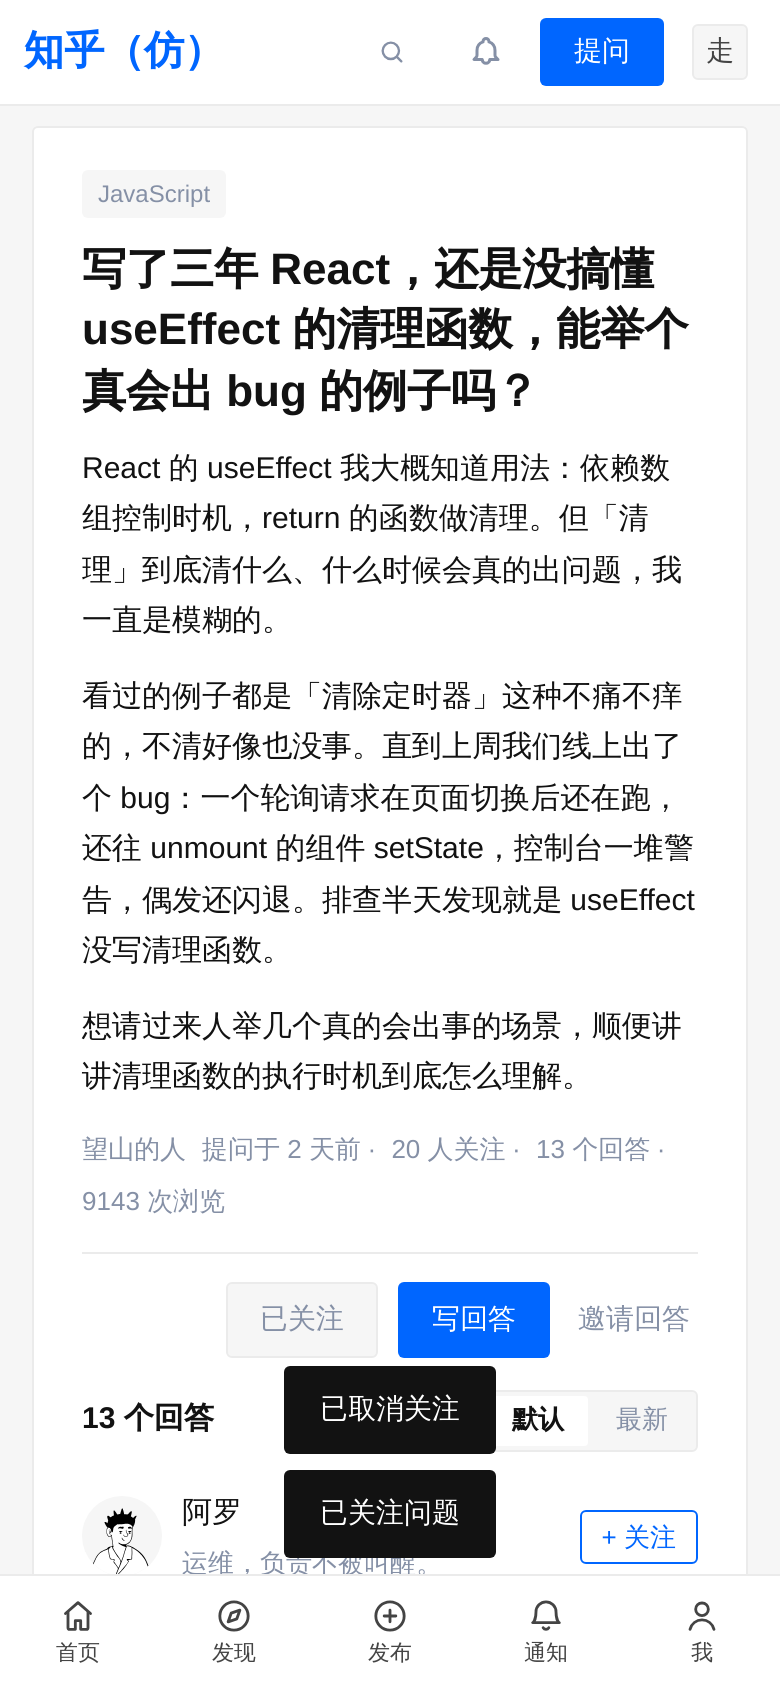 知乎（仿）
提问
走
JavaScript
写了三年 React，还是没搞懂
useEffect 的清理函数，能举个
真会出 bug 的例子吗？
React 的 useEffect 我大概知道用法：依赖数
组控制时机，return 的函数做清理。但「清
理」到底清什么、什么时候会真的出问题，我
一直是模糊的。
看过的例子都是「清除定时器」这种不痛不痒
的，不清好像也没事。直到上周我们线上出了
个 bug：一个轮询请求在页面切换后还在跑，
还往 unmount 的组件 setState，控制台一堆警
告，偶发还闪退。排查半天发现就是 useEffect
没写清理函数。
想请过来人举几个真的会出事的场景，顺便讲
讲清理函数的执行时机到底怎么理解。
望山的人 提问于 2 天前 · 20 人关注 · 13 个回答 ·
9143 次浏览
已关注 写回答 邀请回答
13 个回答
已取消关注
默认 最新
阿罗
已关注问题
+ 关注
运维，负责不被叫醒。
首页 发现 发布 通知 我